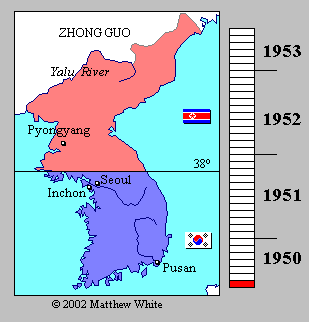 ZHONG GUO
Yalu River
Pyongyang
38°
Seoul
Inchon
Pusan
1953
1952
1951
1950
© 2002 Matthew White